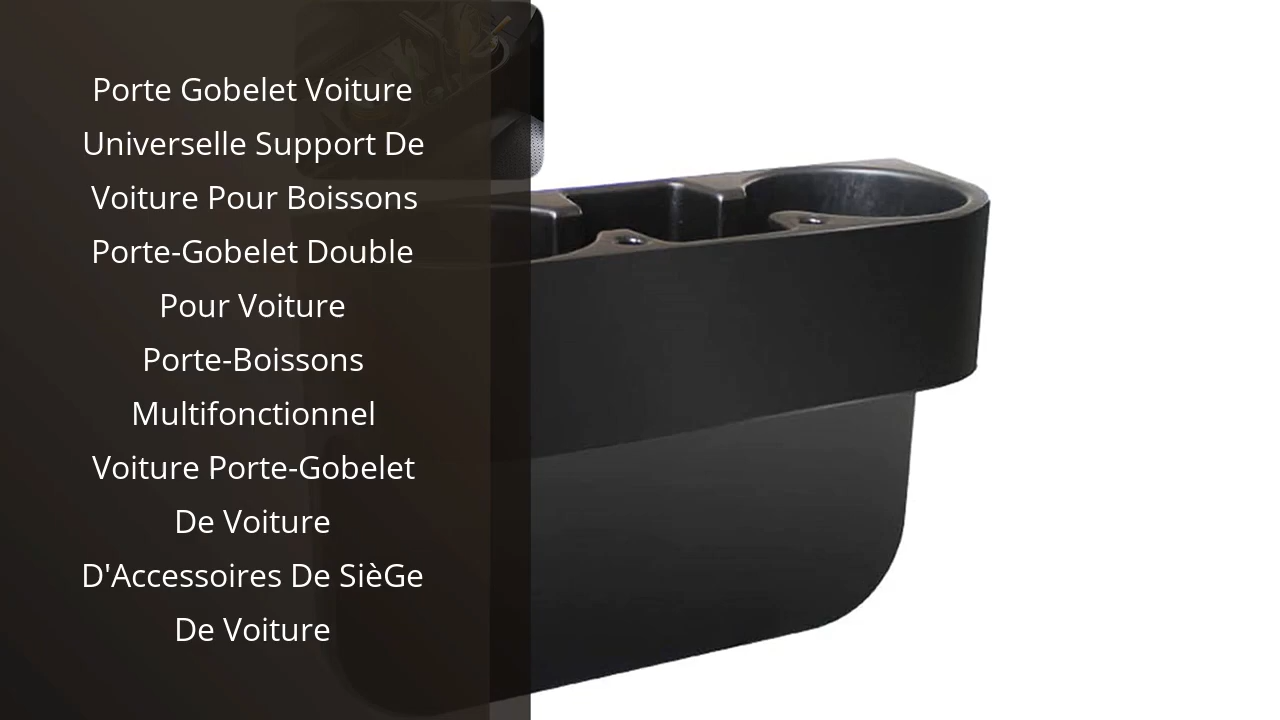 Porte Gobelet Voiture
Universelle Support De
Voiture Pour Boissons
Porte-Gobelet Double
Pour Voiture
Porte-Boissons
Multifonctionnel
Voiture Porte-Gobelet
De Voiture
D'Accessoires De SièGe
De Voiture